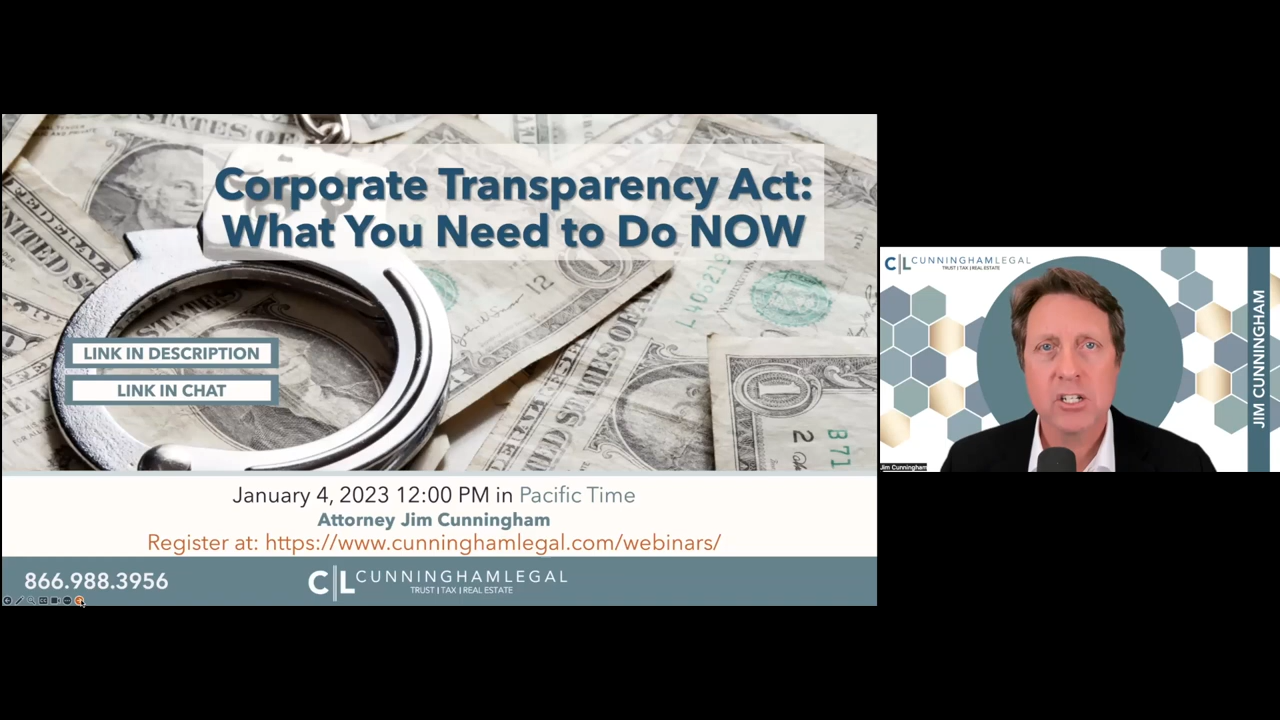 Corporate Transparency Act:
What You Need to Do NOW
LINK IN DESCRIPTION
LINK IN CHAT
January 4, 2023 12:00 PM in Pacific Time
Attorney Jim Cunningham
Register at: https://www.cunninghamlegal.com/webinars/
866.988.3956
CL CUNNINGHAMLEGAL
TRUST | TAX | REAL ESTATE
CL CUNNINGHAMLEGAL
TRUST | TAX | REAL ESTATE
JIM CUNNINGHAM
Jim Cunningham